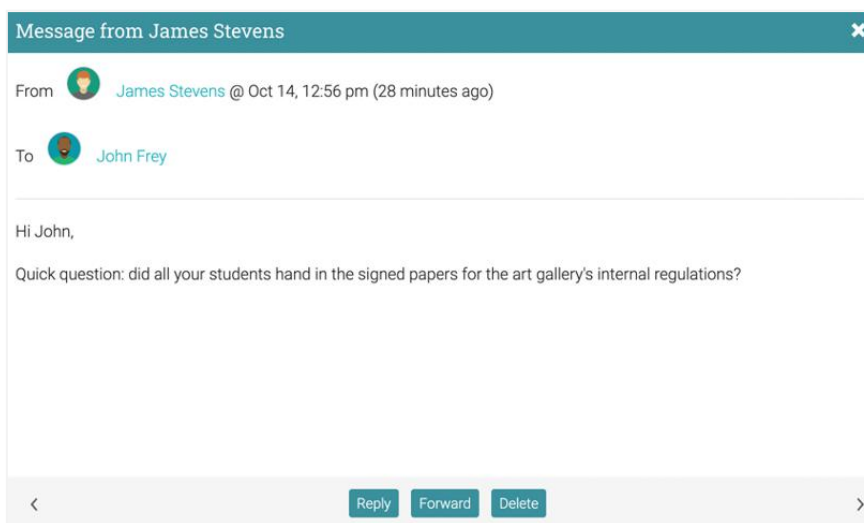 Message from James Stevens
From James Stevens @ Oct 14, 12:56 pm (28 minutes ago)
To John Frey
Hi John,
Quick question: did all your students hand in the signed papers for the art gallery's internal regulations?
Reply Forward Delete